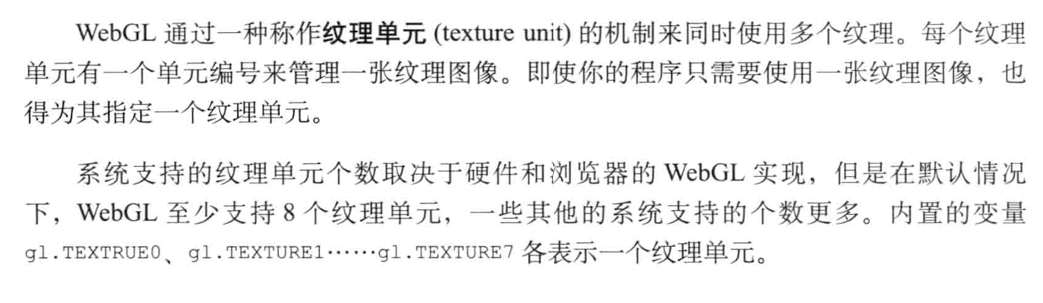 WebGL 通过一种称作纹理单元 (texture unit) 的机制来同时使用多个纹理。每个纹理
单元有一个单元编号来管理一张纹理图像。即使你的程序只需要使用一张纹理图像，也
得为其指定一个纹理单元。
系统支持的纹理单元个数取决于硬件和浏览器的 WebGL 实现，但是在默认情况
下，WebGL 至少支持 8 个纹理单元，一些其他的系统支持的个数更多。内置的变量
gl.TEXTRUE0、gl.TEXTURE1……gl.TEXTURE7 各表示一个纹理单元。